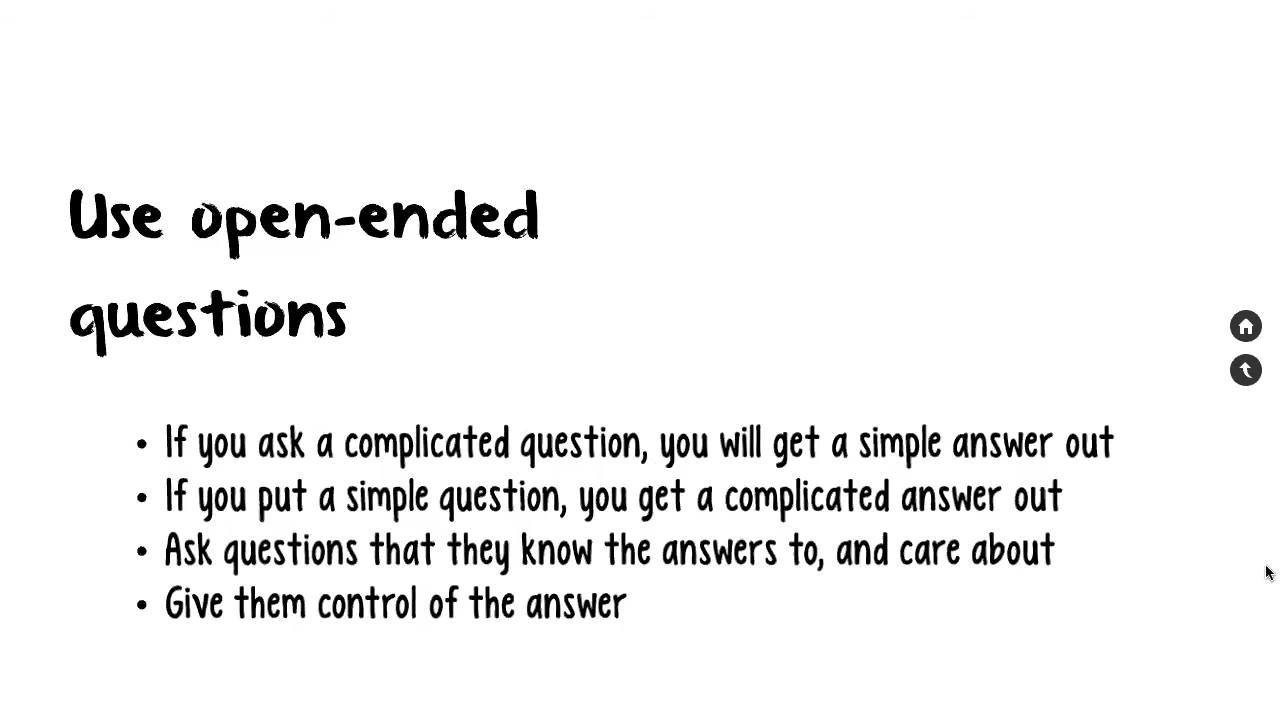 Use open-ended
questions
• If you ask a complicated question, you will get a simple answer out
• If you put a simple question, you get a complicated answer out
• Ask questions that they know the answers to, and care about
• Give them control of the answer